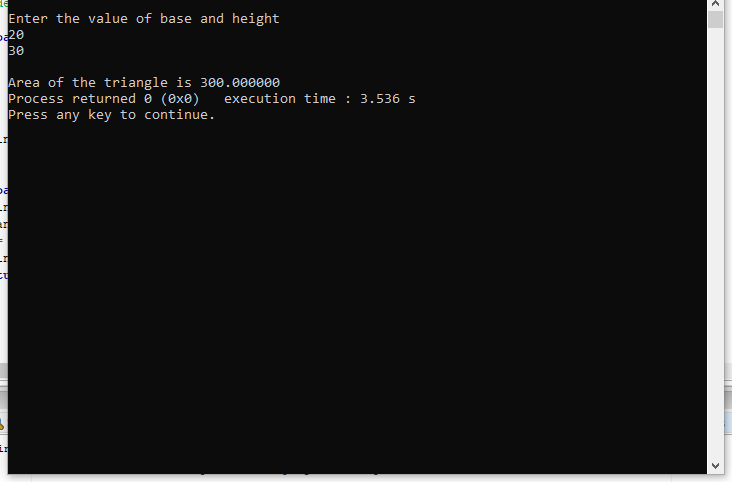 Enter the value of base and height
20
30
Area of the triangle is 300.000000
Process returned 0 (0x0)   execution time : 3.536 s
Press any key to continue.